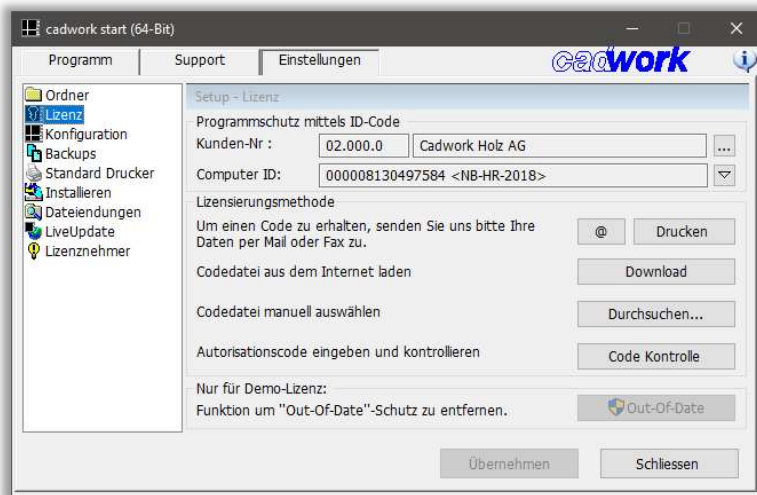 cadwork start (64-Bit)
Programm Support Einstellungen cadwork
Ordner
Lizenz
Konfiguration
Backups
Standard Drucker
Installieren
Dateiendungen
LiveUpdate
Lizenznehmer
Setup - Lizenz
Programmschutz mittels ID-Code
Kunden-Nr : 02.000.0 Cadwork Holz AG ...
Computer ID: 000008130497584 <NB-HR-2018>
Lizensierungsmethode
Um einen Code zu erhalten, senden Sie uns bitte Ihre
Daten per Mail oder Fax zu.
@ Drucken
Codedatei aus dem Internet laden Download
Codedatei manuell auswählen Durchsuchen...
Autorisationscode eingeben und kontrollieren Code Kontrolle
Nur für Demo-Lizenz:
Funktion um "Out-Of-Date"-Schutz zu entfernen. Out-Of-Date
Übernehmen Schliessen